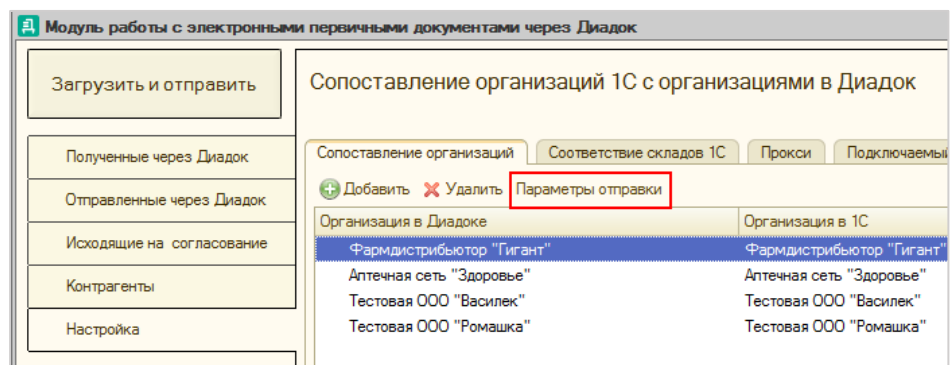 Модуль работы с электронными первичными документами через Диадок
Загрузить и отправить
Полученные через Диадок
Отправленные через Диадок
Исходящие на согласование
Контрагенты
Настройка
Сопоставление организаций 1С с организациями в Диадок
Сопоставление организаций Соответствие складов 1С Прокси Подключаемый
Добавить Удалить Параметры отправки
Организация в Диадоке Организация в 1С
Фармдистрибьютор "Гигант" Фармдистрибьютор "Гигант"
Аптечная сеть "Здоровье" Аптечная сеть "Здоровье"
Тестовая ООО "Василек" Тестовая ООО "Василек"
Тестовая ООО "Ромашка" Тестовая ООО "Ромашка"